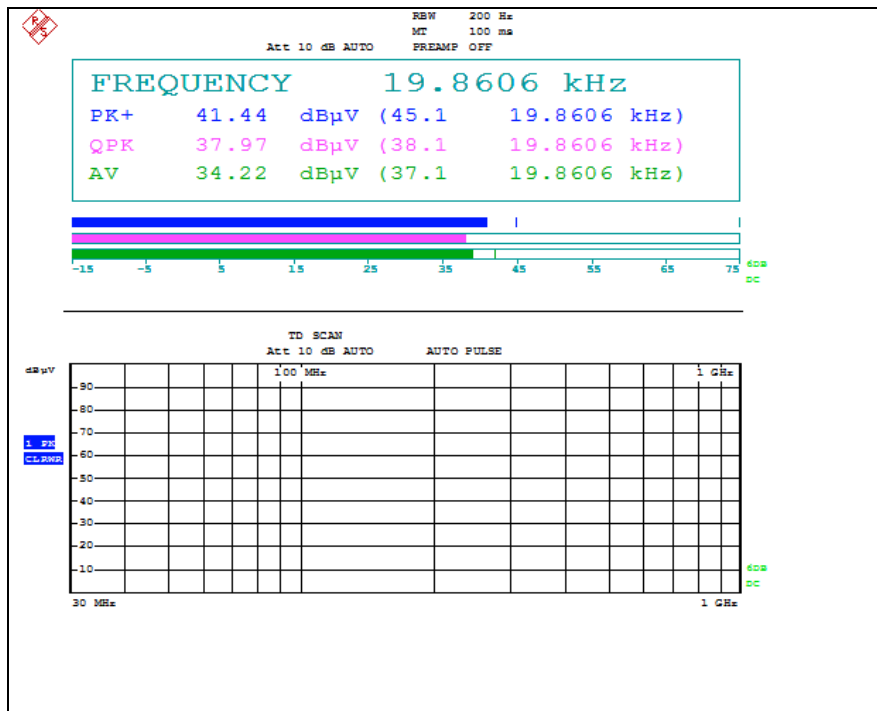 R S
RBW 200 Hz
MT 100 ms
Att 10 dB AUTO PREAMP OFF
FREQUENCY 19.8606 kHz
PK+ 41.44 dBµV (45.1 19.8606 kHz)
QPK 37.97 dBµV (38.1 19.8606 kHz)
AV 34.22 dBµV (37.1 19.8606 kHz)
-15 -5 5 15 25 35 45 55 65 75 6DB
DC
TD SCAN
Att 10 dB AUTO AUTO PULSE
dBµV 100 MHz 1 GHz
90
80
70
1 PK
60
CLRWR
50
40
30
20
10 6DB
DC
30 MHz 1 GHz